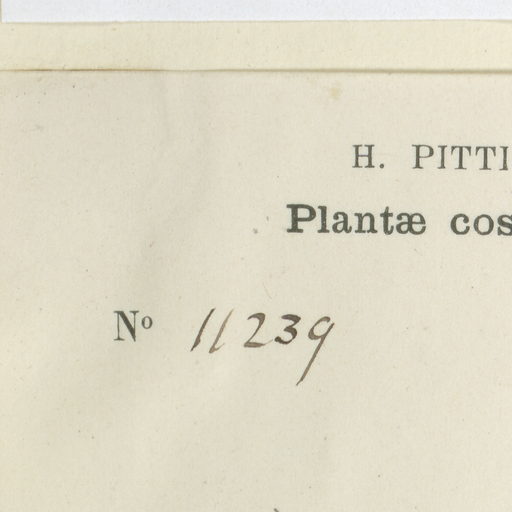 H. PITTI
Plantæ cos
Nº 11239